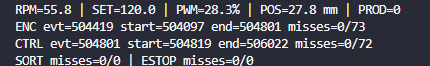 RPM=55.8 | SET=120.0 | PWM=28.3% | POS=27.8 mm | PROD=0
ENC evt=504419 start=504097 end=504801 misses=0/73
CTRL evt=504801 start=504819 end=506022 misses=0/72
SORT misses=0/0 | ESTOP misses=0/0